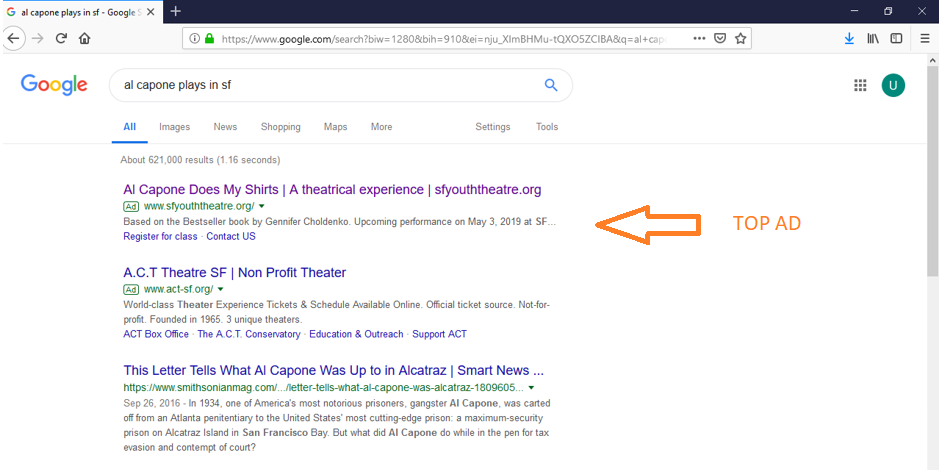 al capone plays in sf - Google S
https://www.google.com/search?biw=1280&bih=910&ei=nju_XImBHMu-tQXO5ZCIBA&q=al+cap
Google
al capone plays in sf
U
All Images News Shopping Maps More Settings Tools
About 621,000 results (1.16 seconds)
Al Capone Does My Shirts | A theatrical experience | sfyouththeatre.org
Ad www.sfyouththeatre.org/
Based on the Bestseller book by Gennifer Choldenko. Upcoming performance on May 3, 2019 at SF...
Register for class · Contact US
TOP AD
A.C.T Theatre SF | Non Profit Theater
Ad www.act-sf.org/
World-class Theater Experience Tickets & Schedule Available Online. Official ticket source. Not-for-
profit. Founded in 1965. 3 unique theaters.
ACT Box Office · The A.C.T. Conservatory · Education & Outreach · Support ACT
This Letter Tells What Al Capone Was Up to in Alcatraz | Smart News ...
https://www.smithsonianmag.com/.../letter-tells-what-al-capone-was-alcatraz-1809605...
Sep 26, 2016 - In 1934, one of America's most notorious prisoners, gangster Al Capone, was carted
off from an Atlanta penitentiary to the United States' most cutting-edge prison: a maximum-security
prison on Alcatraz Island in San Francisco Bay. But what did Al Capone do while in the pen for tax
evasion and contempt of court?